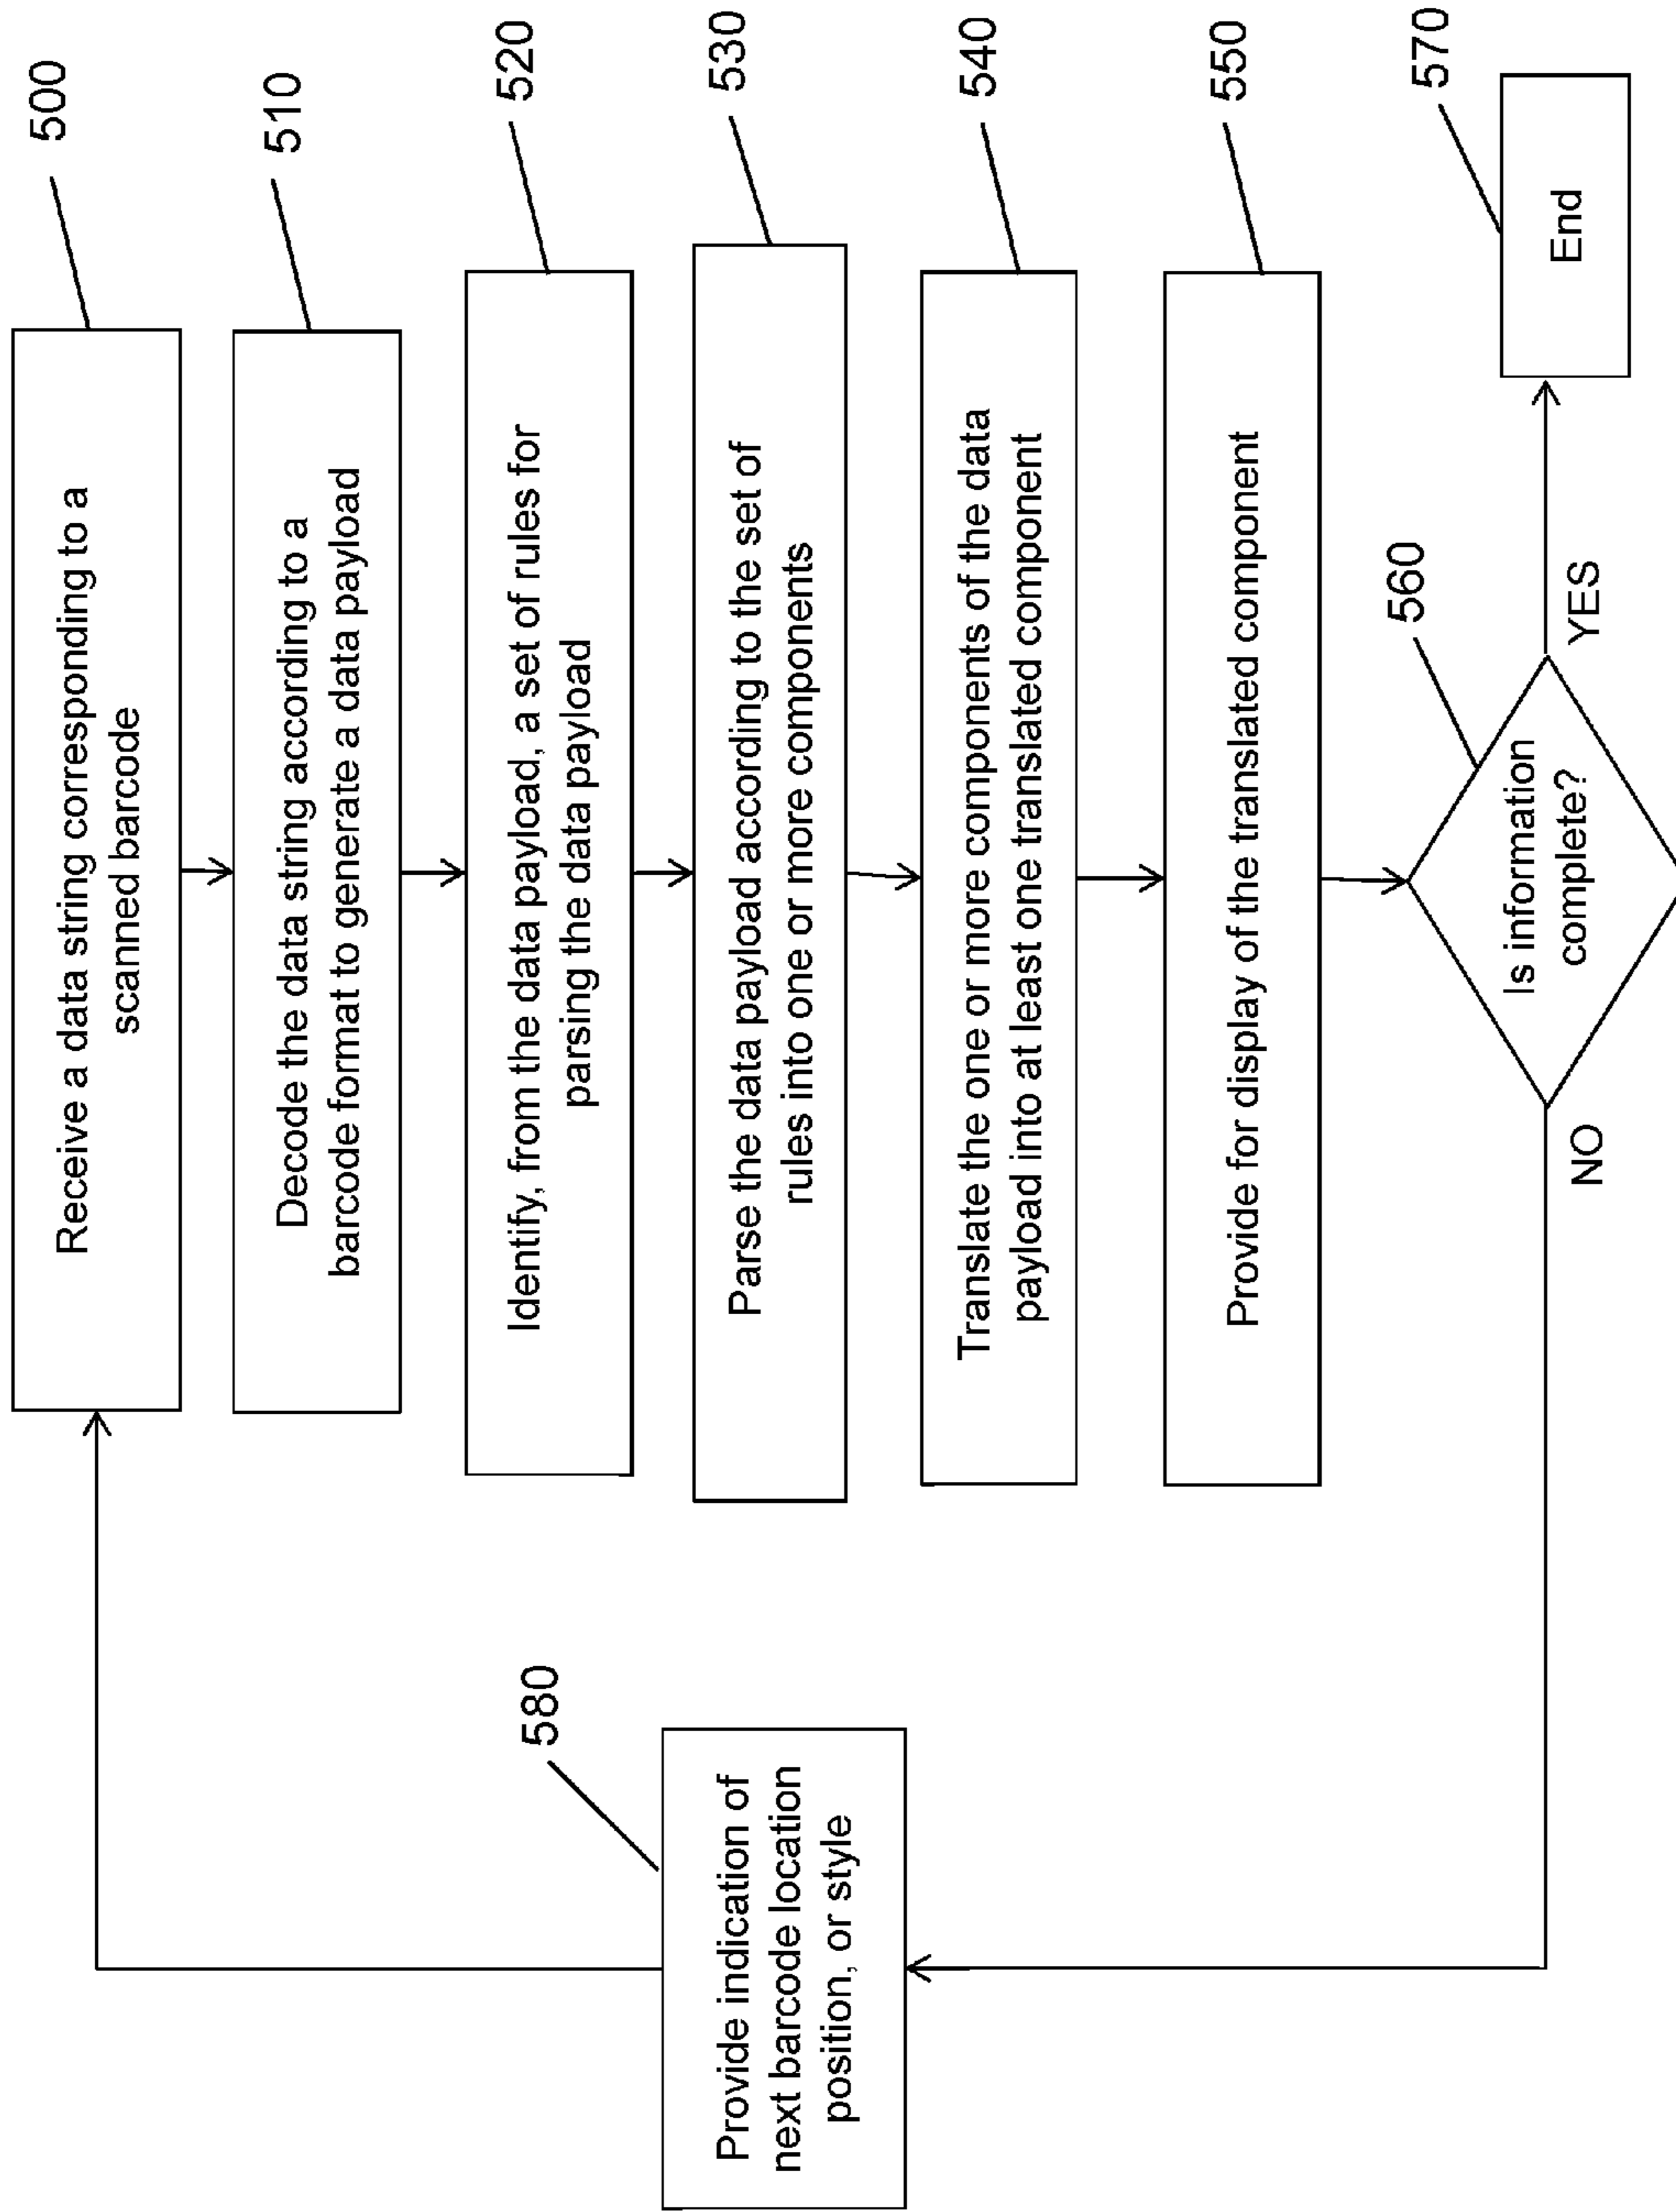 Receive a data string corresponding to a
scanned barcode
500
Decode the data string according to a
barcode format to generate a data payload
510
Identify, from the data payload, a set of rules for
parsing the data payload
520
Parse the data payload according to the set of
rules into one or more components
530
Translate the one or more components of the data
payload into at least one translated component
540
Provide for display of the translated component
550
Is information
complete?
560
YES
End
570
NO
Provide indication of
next barcode location
position, or style
580